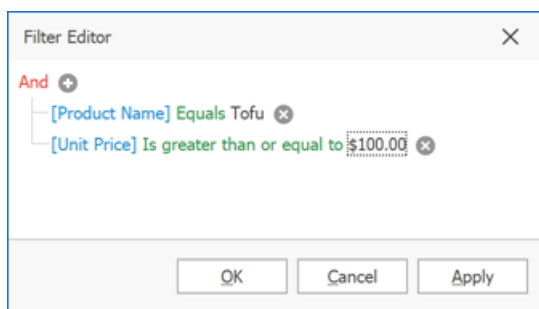 Filter Editor
And
[Product Name] Equals Tofu
[Unit Price] Is greater than or equal to $100.00
OK Cancel Apply